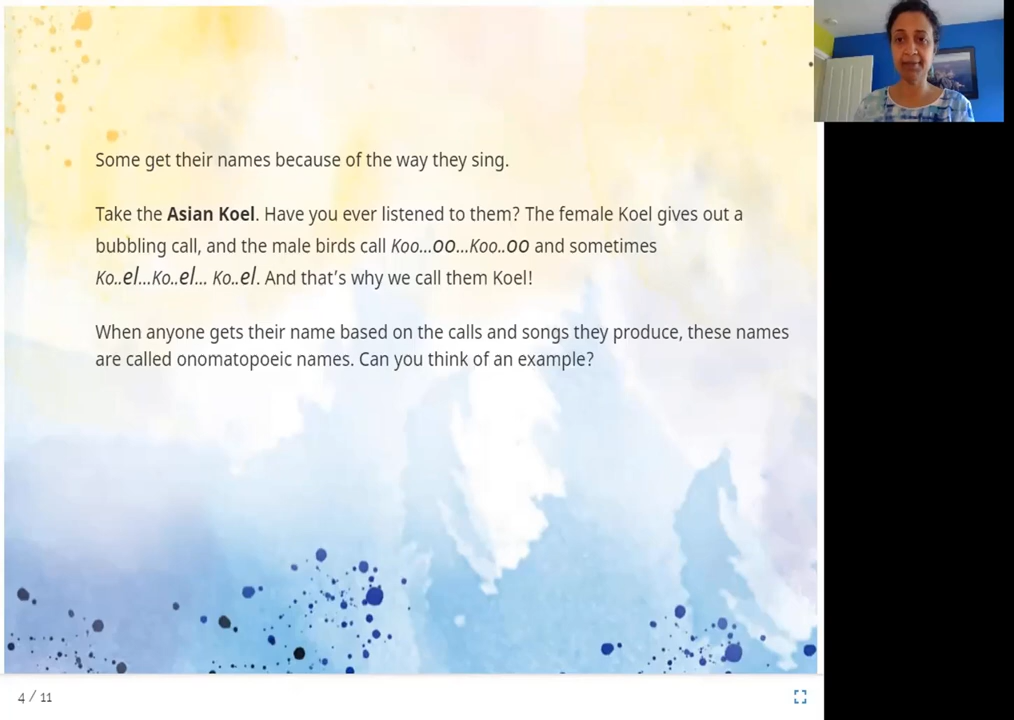 Some get their names because of the way they sing.
Take the Asian Koel. Have you ever listened to them? The female Koel gives out a
bubbling call, and the male birds call Koo...oo...Koo..oo and sometimes
Ko..el...Ko..el... Ko..el. And that’s why we call them Koel!
When anyone gets their name based on the calls and songs they produce, these names
are called onomatopoeic names. Can you think of an example?
4 / 11